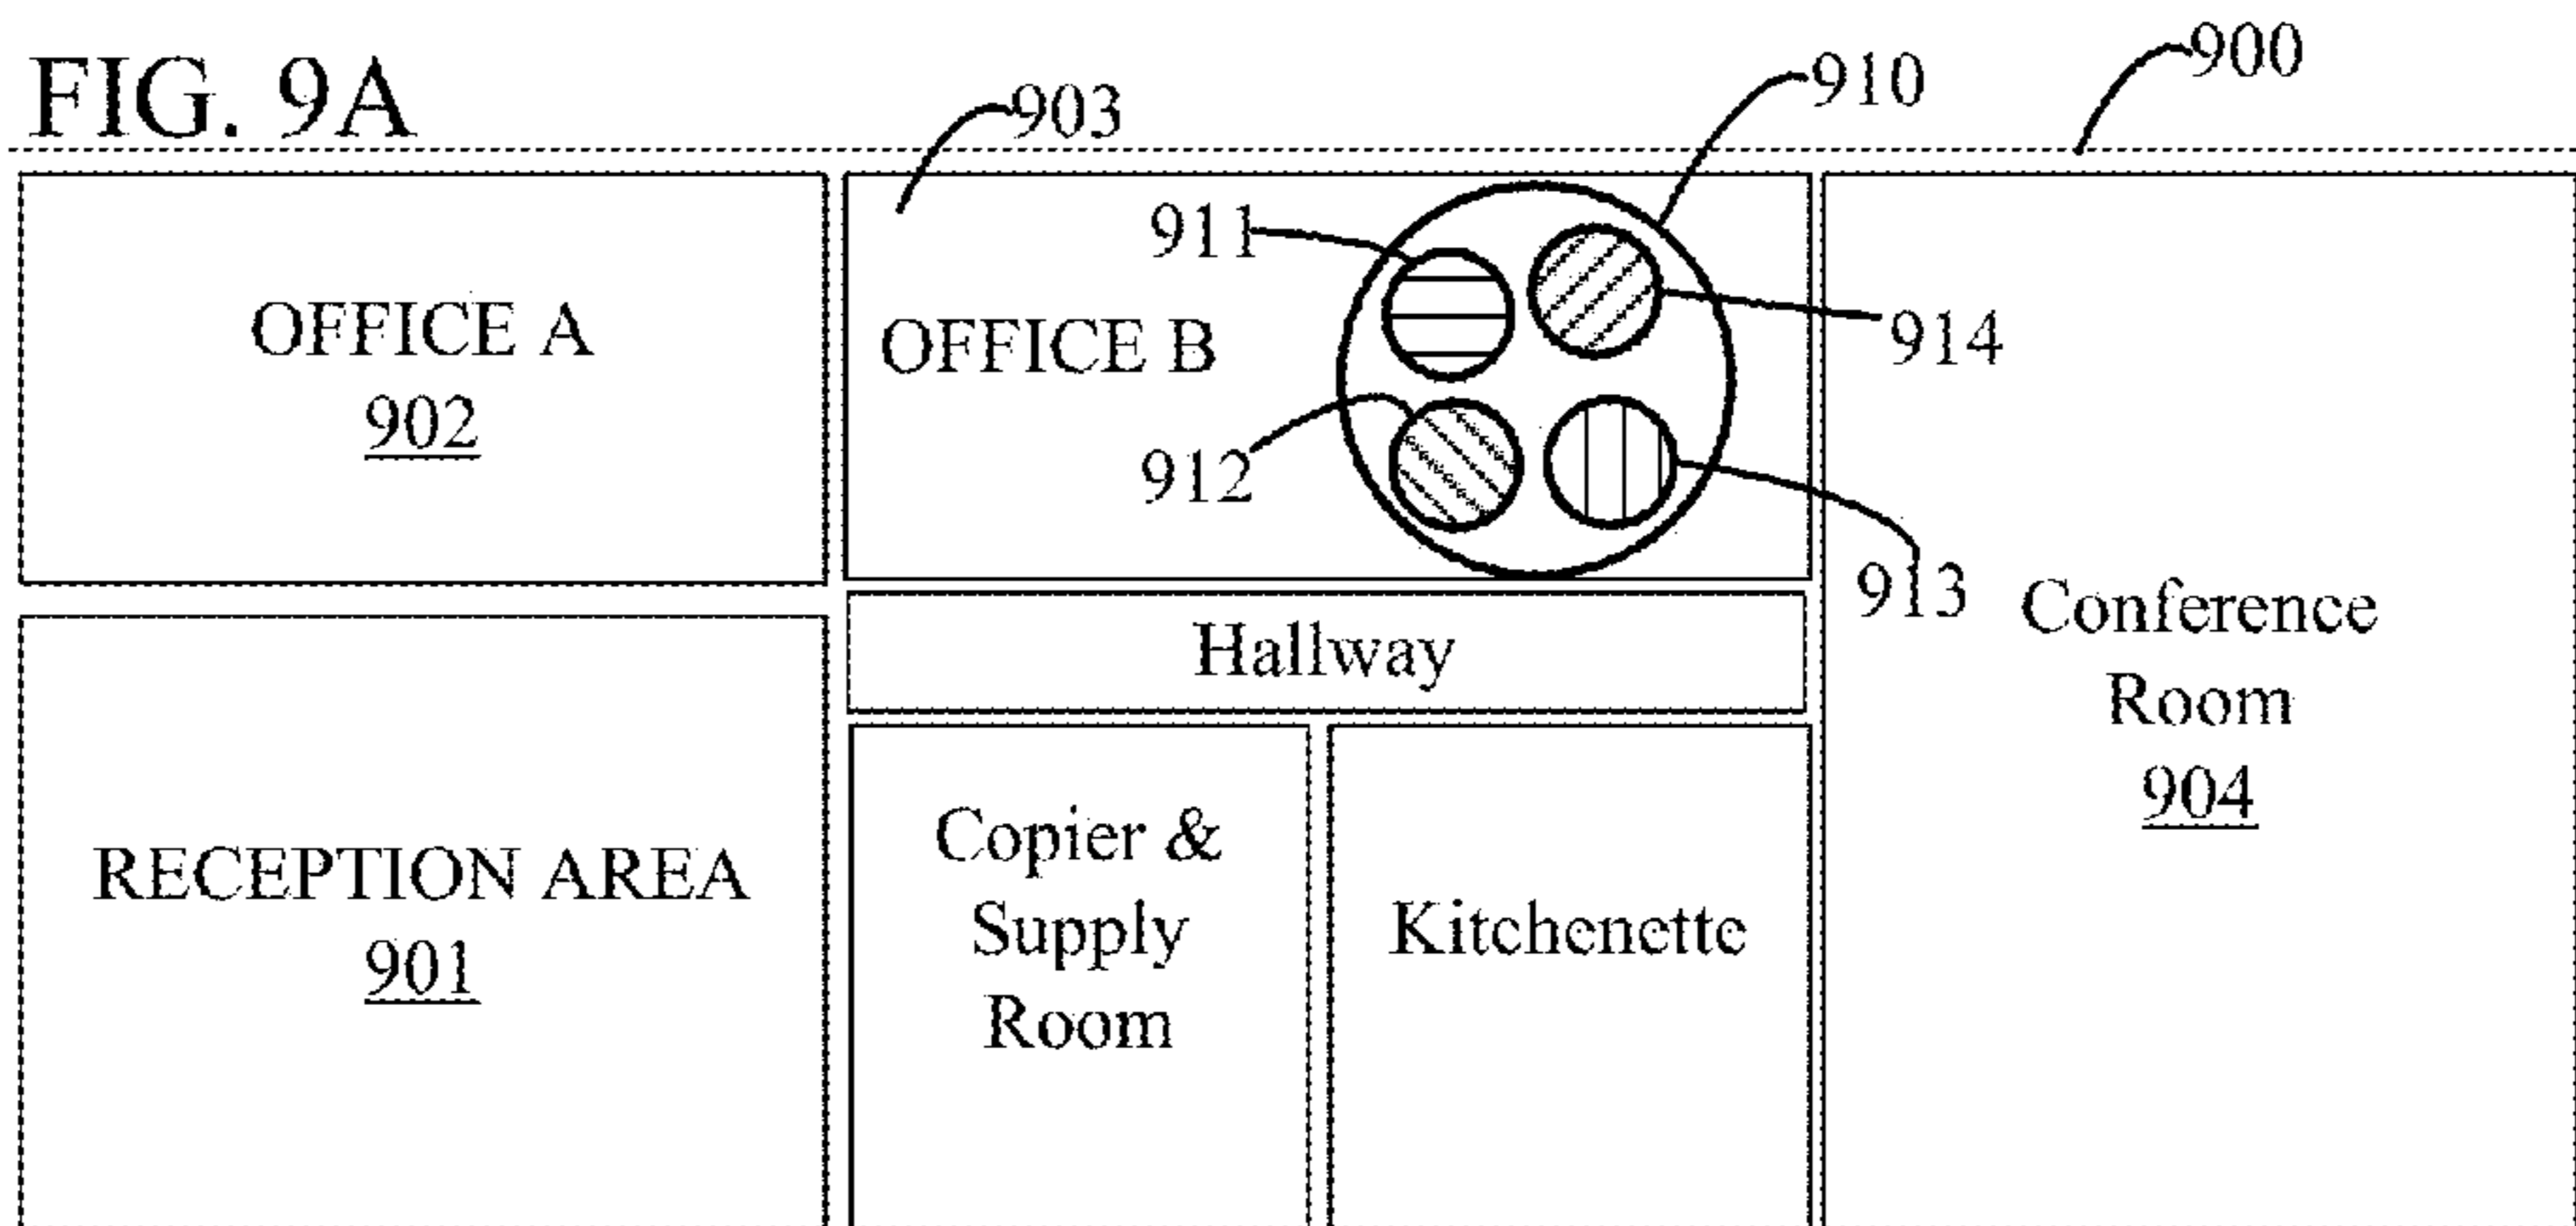 FIG. 9A
903
910
900
911
914
OFFICE A
902
OFFICE B
912
913
Hallway
Conference
Room
904
RECEPTION AREA
901
Copier &
Supply
Room
Kitchenette